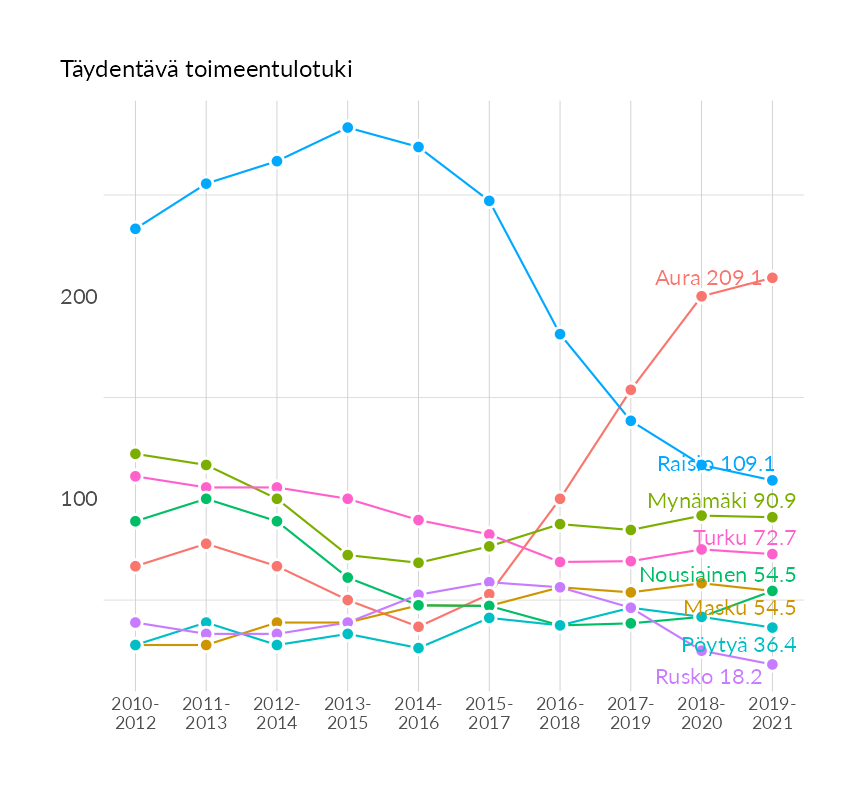 Täydentävä toimeentulotuki
Aura 209.1
200
Raisio 109.1
100
Mynämäki 90.9
Turku 72.7
Nousiainen 54.5
Masku 54.5
Pöytyä 36.4
Rusko 18.2
2010-
2012
2011-
2013
2012-
2014
2013-
2015
2014-
2016
2015-
2017
2016-
2018
2017-
2019
2018-
2020
2019-
2021